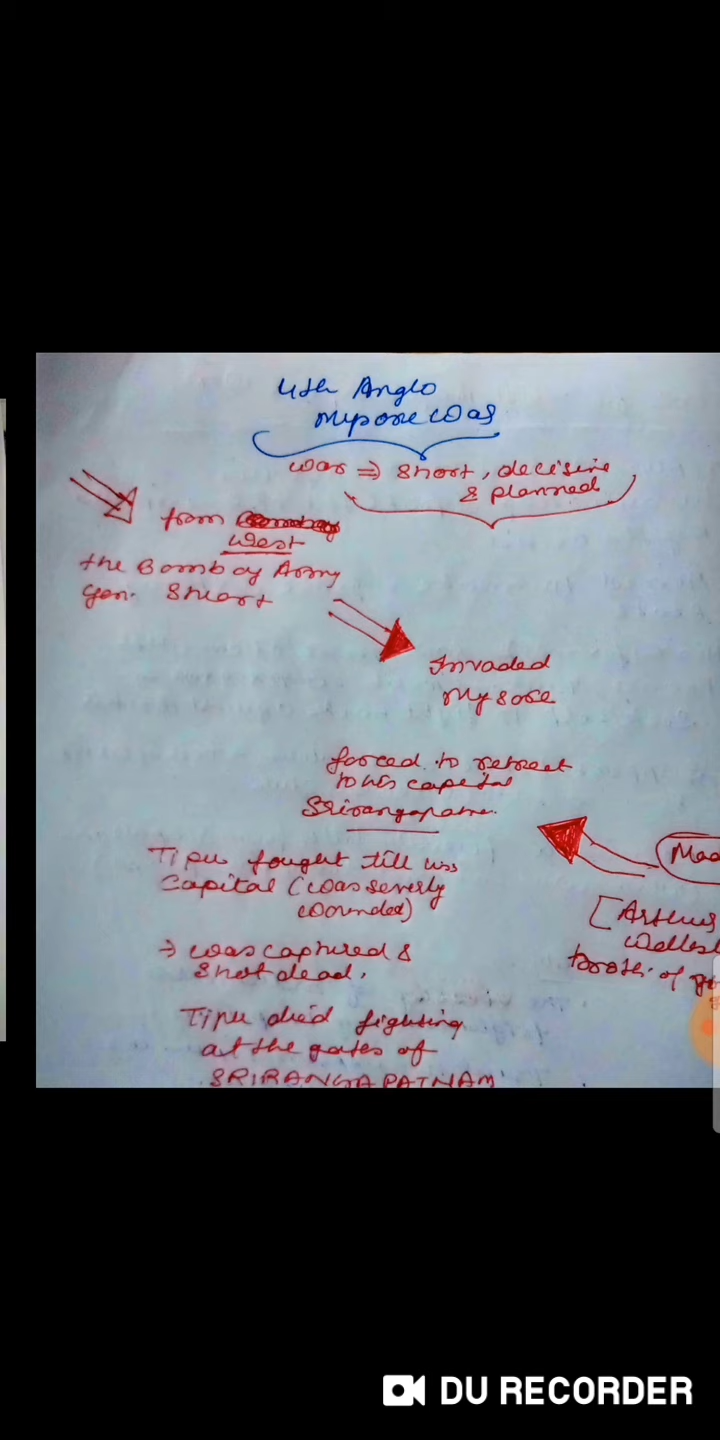 4th Anglo
Mysore War
war ⇒ Short, decisive
& planned
from
West
the Bombay Army
Gen. Stuart
Invaded
Mysore
forced to retreat
to his capital
Srirangapatnam.
Tipu fought till his
Capital (was severly
wounded)
→ was captured &
shot dead,
Mad
[Arthur
Welles
Tipu died fighting
at the gates of
SRIRANGAPATNAM
DU RECORDER